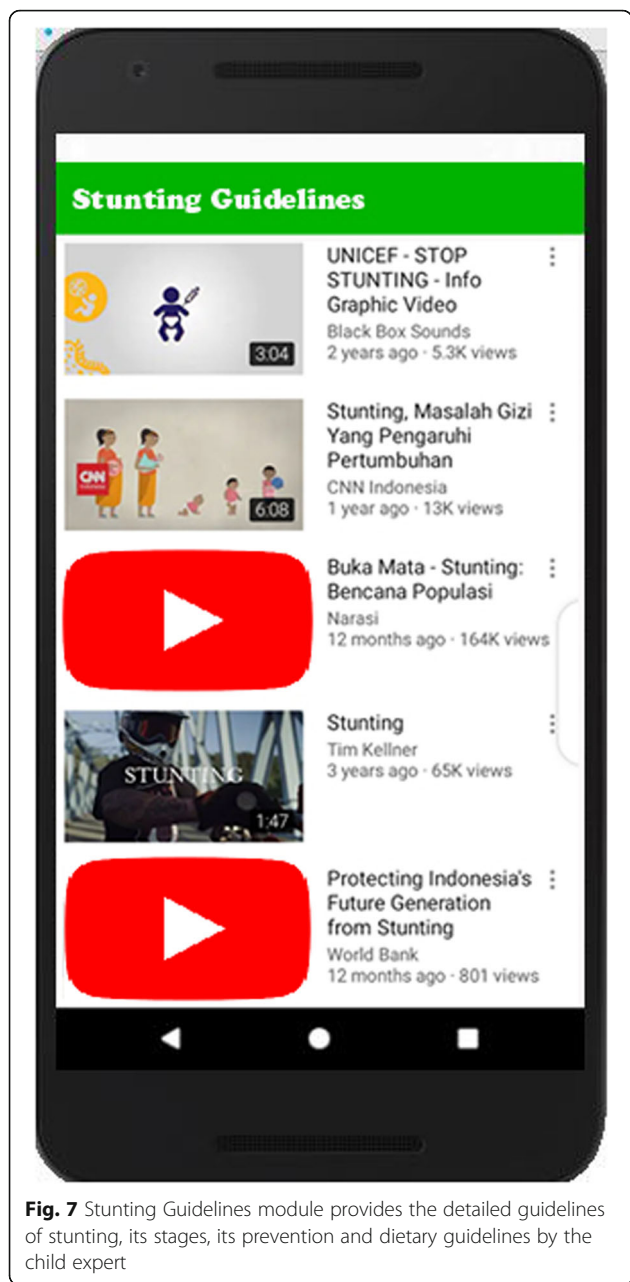 Stunting Guidelines
UNICEF - STOP
STUNTING - Info
Graphic Video
Black Box Sounds
2 years ago · 5.3K views
3:04
Stunting, Masalah Gizi
Yang Pengaruhi
Pertumbuhan
CNN Indonesia
1 year ago · 13K views
CNN
6:08
Buka Mata - Stunting:
Bencana Populasi
Narasi
12 months ago · 164K views
Stunting
Tim Kellner
3 years ago · 65K views
STUNTING
1:47
Protecting Indonesia's
Future Generation
from Stunting
World Bank
12 months ago · 801 views
Fig. 7 Stunting Guidelines module provides the detailed guidelines
of stunting, its stages, its prevention and dietary guidelines by the
child expert